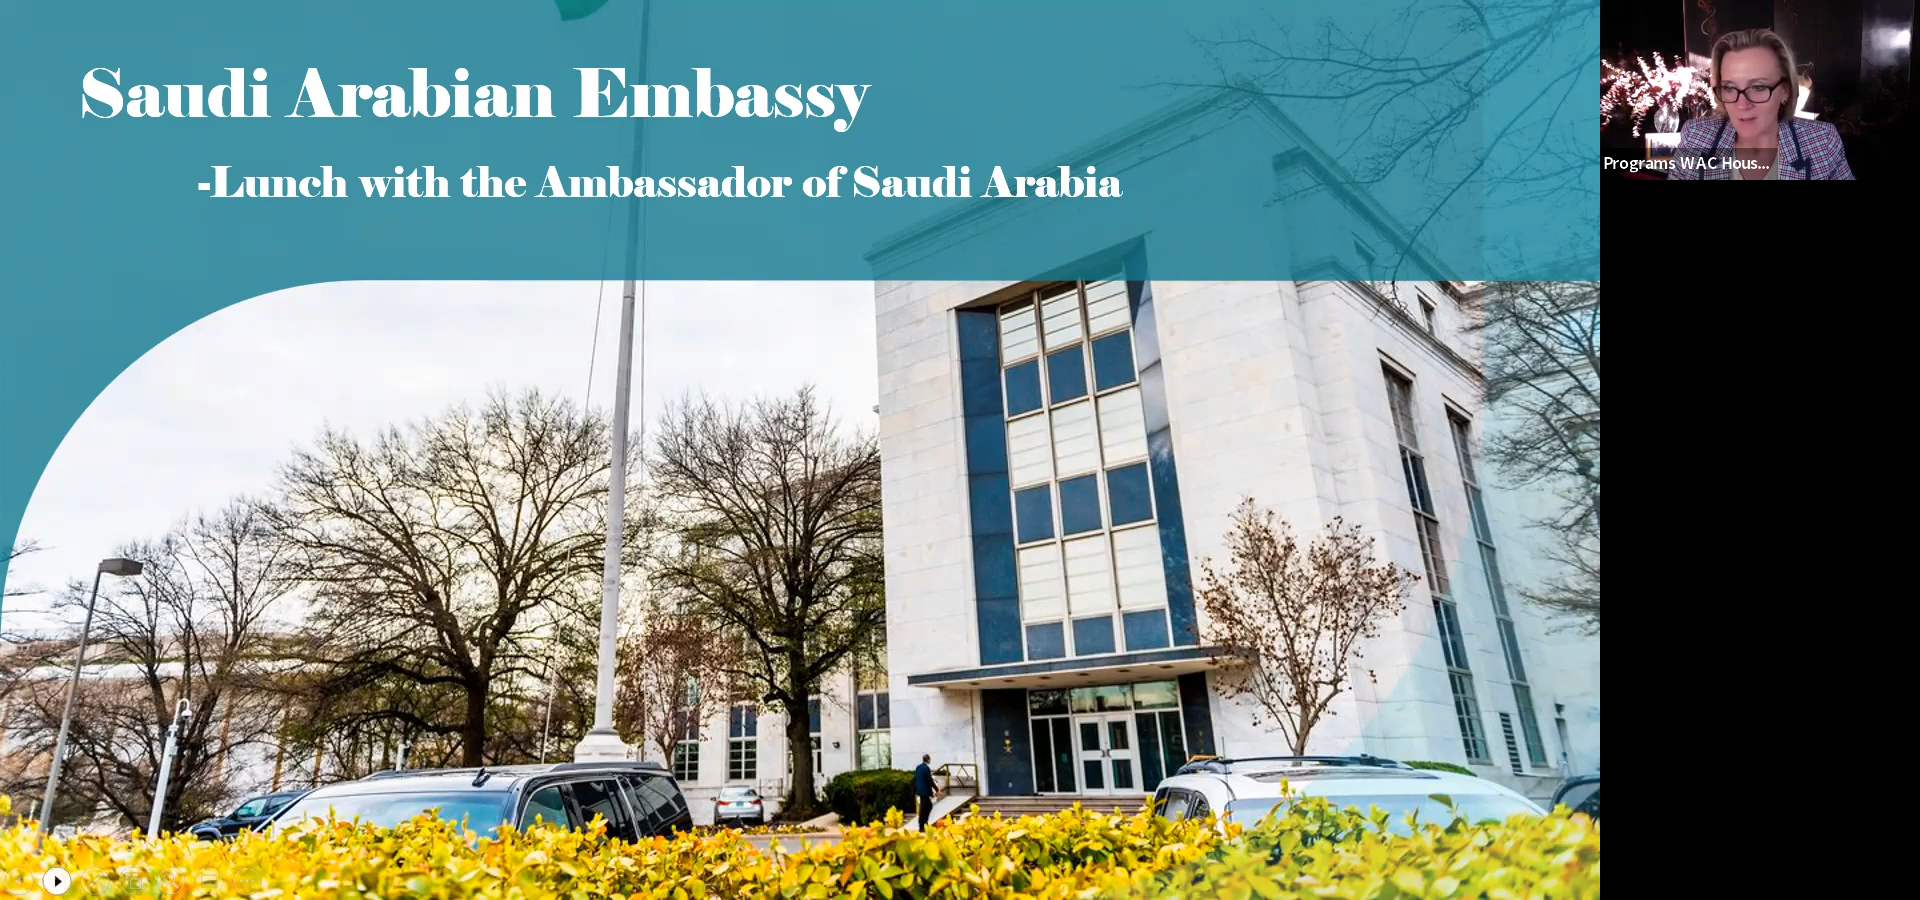 Saudi Arabian Embassy
-Lunch with the Ambassador of Saudi Arabia
Programs WAC Hous...